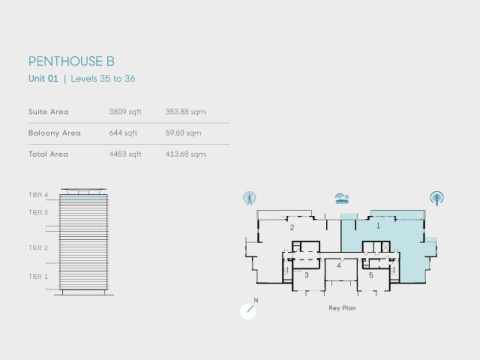 PENTHOUSE B
Unit 01 | Levels 35 to 36
Suite Area 3809 sqft 353.88 sqm
Balcony Area 644 sqft 59.80 sqm
Total Area 4453 sqft 413.68 sqm
TIER 4
TIER 3
TIER 2
TIER 1
2
1
3
4
5
N
Key Plan